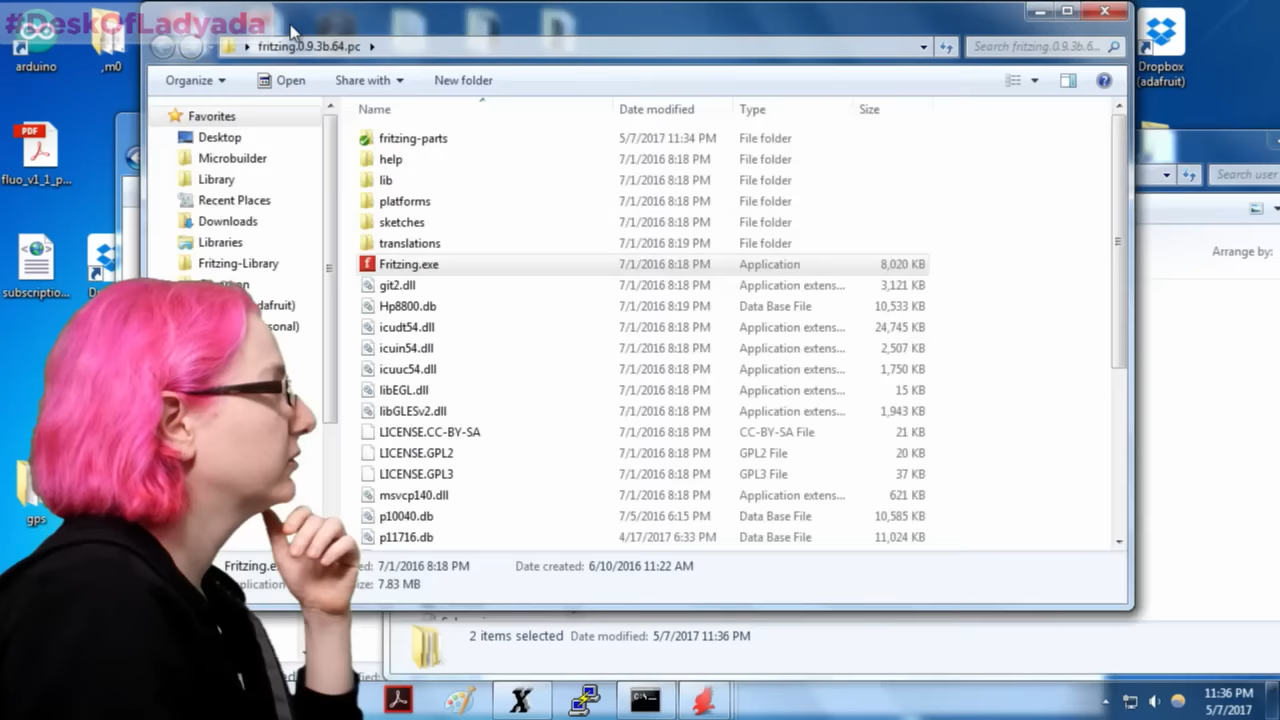 #DeskOfLadyada
arduino
_m0
fritzing.0.9.3b.64.pc
Search fritzing.0.9.3b.6...
Dropbox
(adafruit)
Organize
Open
Share with
New folder
Name
Date modified
Type
Size
PDF
fluo_v1_1_p...
Favorites
Desktop
Microbuilder
Library
Recent Places
Downloads
Libraries
Fritzing-Library
dafruit)
sonal)
fritzing-parts 5/7/2017 11:34 PM File folder
help 7/1/2016 8:18 PM File folder
lib 7/1/2016 8:18 PM File folder
platforms 7/1/2016 8:18 PM File folder
sketches 7/1/2016 8:18 PM File folder
translations 7/1/2016 8:19 PM File folder
Fritzing.exe 7/1/2016 8:18 PM Application 8,020 KB
git2.dll 7/1/2016 8:18 PM Application extens... 3,121 KB
Hp8800.db 7/1/2016 8:19 PM Data Base File 10,533 KB
icudt54.dll 7/1/2016 8:18 PM Application extens... 24,745 KB
icuin54.dll 7/1/2016 8:18 PM Application extens... 2,507 KB
icuuc54.dll 7/1/2016 8:18 PM Application extens... 1,750 KB
libEGL.dll 7/1/2016 8:18 PM Application extens... 15 KB
libGLESv2.dll 7/1/2016 8:18 PM Application extens... 1,943 KB
LICENSE.CC-BY-SA 7/1/2016 8:18 PM CC-BY-SA File 21 KB
LICENSE.GPL2 7/1/2016 8:18 PM GPL2 File 20 KB
LICENSE.GPL3 7/1/2016 8:18 PM GPL3 File 37 KB
msvcp140.dll 7/1/2016 8:18 PM Application extens... 621 KB
p10040.db 7/5/2016 6:15 PM Data Base File 10,585 KB
p11716.db 4/17/2017 6:33 PM Data Base File 11,024 KB
Search user
Arrange by:
subscriptio...
gps
Fritzing.e
7/1/2016 8:18 PM
Date created: 6/10/2016 11:22 AM
pplication
ize: 7.83 MB
2 items selected Date modified: 5/7/2017 11:36 PM
11:36 PM
5/7/2017